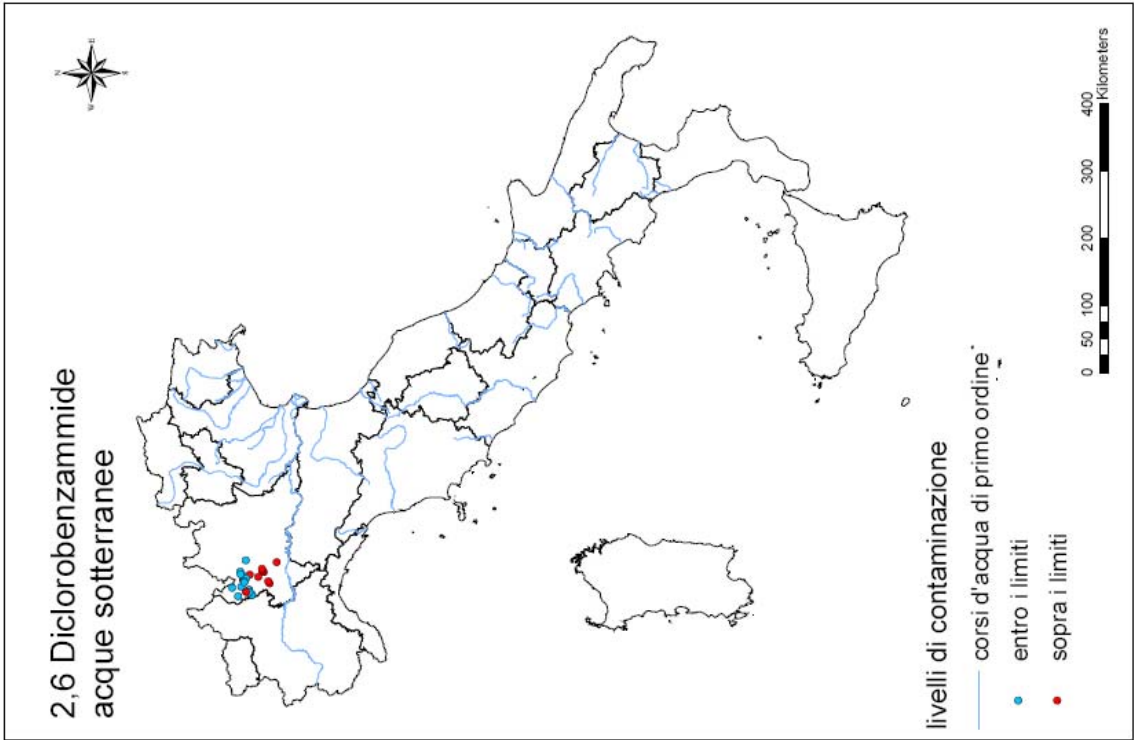 2,6 Diclorobenzammide
acque sotterranee
livelli di contaminazione
corsi d'acqua di primo ordine
entro i limiti
sopra i limiti
0 50 100 200 300 400
Kilometers